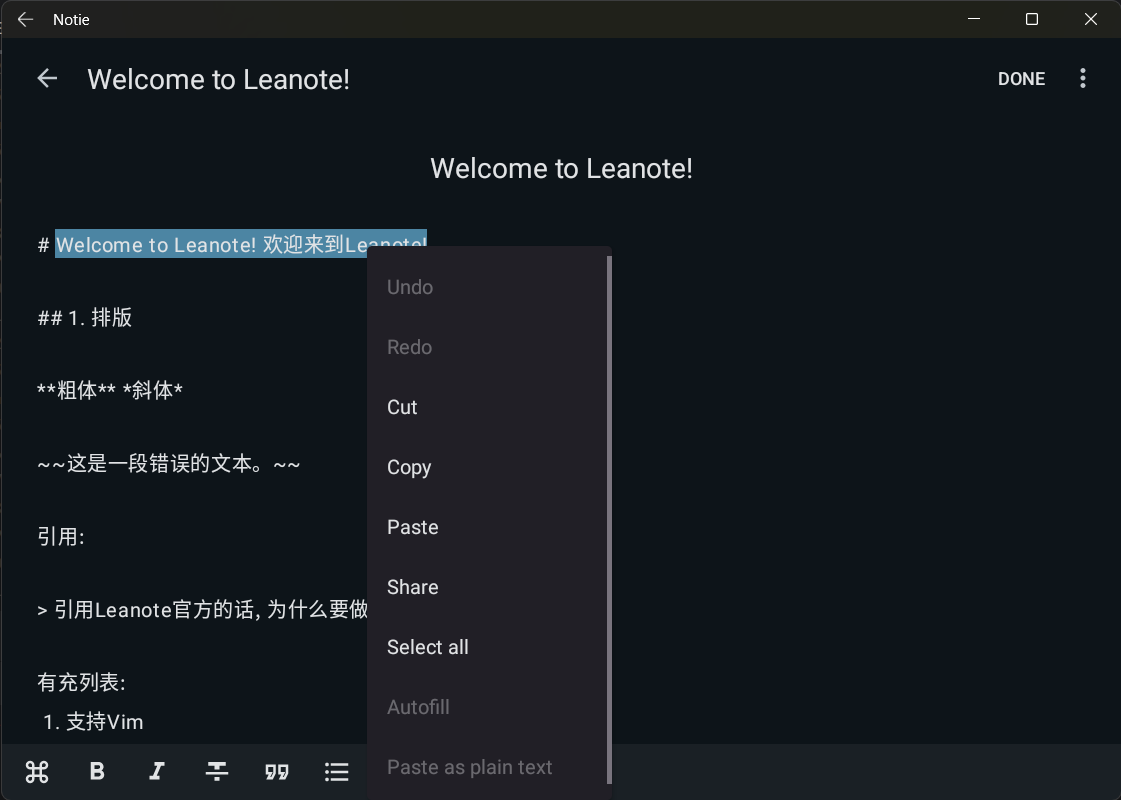 Notie
Welcome to Leanote!
DONE
Welcome to Leanote!
# Welcome to Leanote! 欢迎来到Leanote!
## 1. 排版
**粗体** *斜体*
~~这是一段错误的文本。~~
引用:
> 引用Leanote官方的话, 为什么要做
有充列表:
1. 支持Vim
Undo
Redo
Cut
Copy
Paste
Share
Select all
Autofill
Paste as plain text